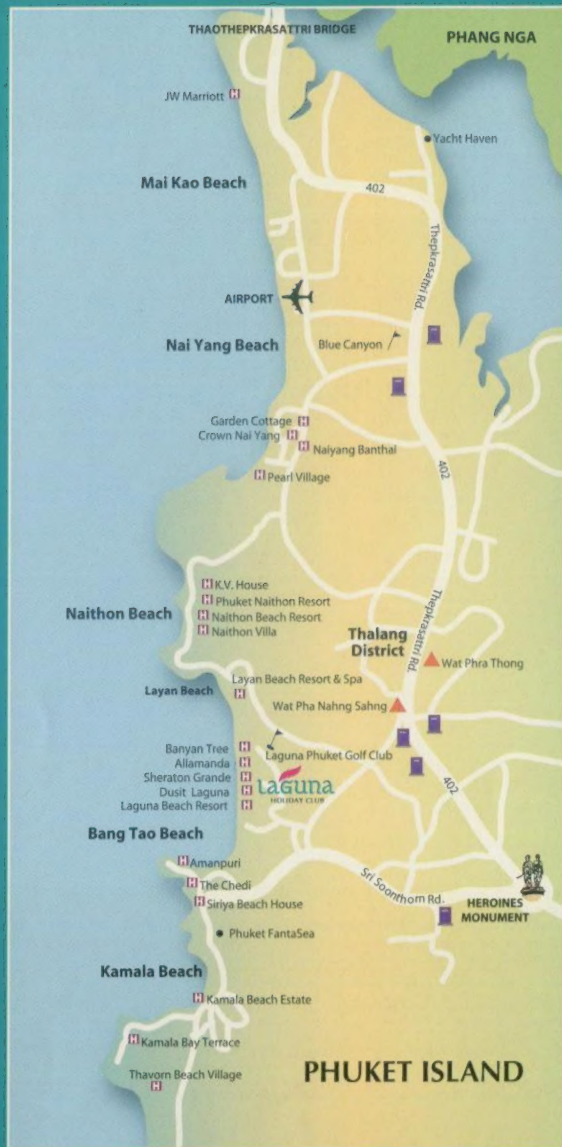 THAOTHEPKRASATTRI BRIDGE
PHANG NGA
JW Marriott
Yacht Haven
Mai Kao Beach
402
Thepkrasattri Rd.
AIRPORT
Nai Yang Beach
Blue Canyon
Garden Cottage
Crown Nai Yang
Naiyang Banthai
402
Pearl Village
K.V. House
Phuket Naithon Resort
Naithon Beach
Naithon Beach Resort
Naithon Villa
Thepkrasattri Rd.
Thalang
District
Wat Phra Thong
Layan Beach Resort & Spa
Layan Beach
Wat Pha Nahng Sahng
Banyan Tree
Laguna Phuket Golf Club
Allamanda
Sheraton Grande
Dusit Laguna
Laguna Beach Resort
LaGuna
HOLIDAY CLUB
402
Bang Tao Beach
Amanpuri
The Chedi
Siriya Beach House
Sri Soonthorn Rd.
HEROINES
MONUMENT
Phuket FantaSea
Kamala Beach
Kamala Beach Estate
Kamala Bay Terrace
Thavorn Beach Village
PHUKET ISLAND